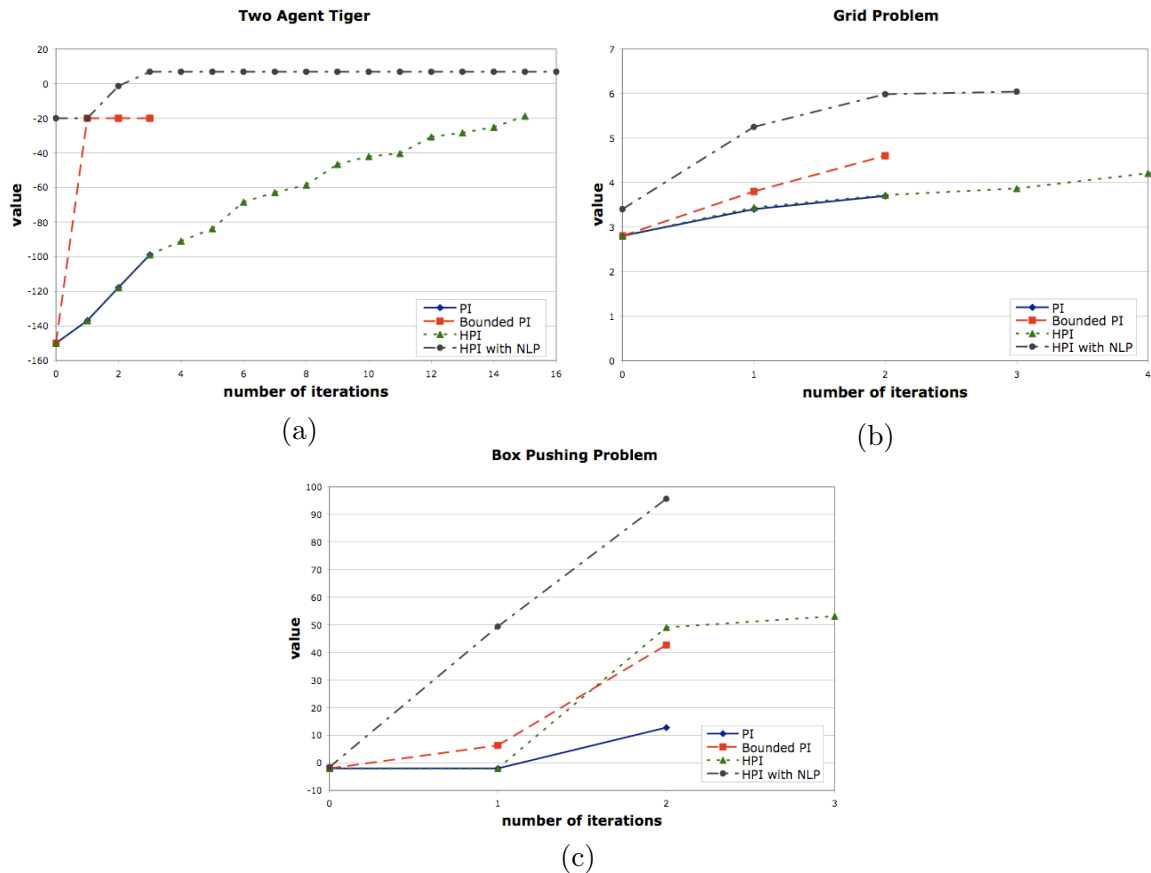 Two Agent Tiger
20
0
-20
-40
-60
-80
-100
-120
-140
-160
value
0 2 4 6 8 10 12 14 16
number of iterations
PI
Bounded PI
HPI
HPI with NLP
(a)
Grid Problem
7
6
5
4
3
2
1
0
value
0 1 2 3 4
number of iterations
PI
Bounded PI
HPI
HPI with NLP
(b)
Box Pushing Problem
100
90
80
70
60
50
40
30
20
10
0
-10
value
0 1 2 3
number of iterations
PI
Bounded PI
HPI
HPI with NLP
(c)